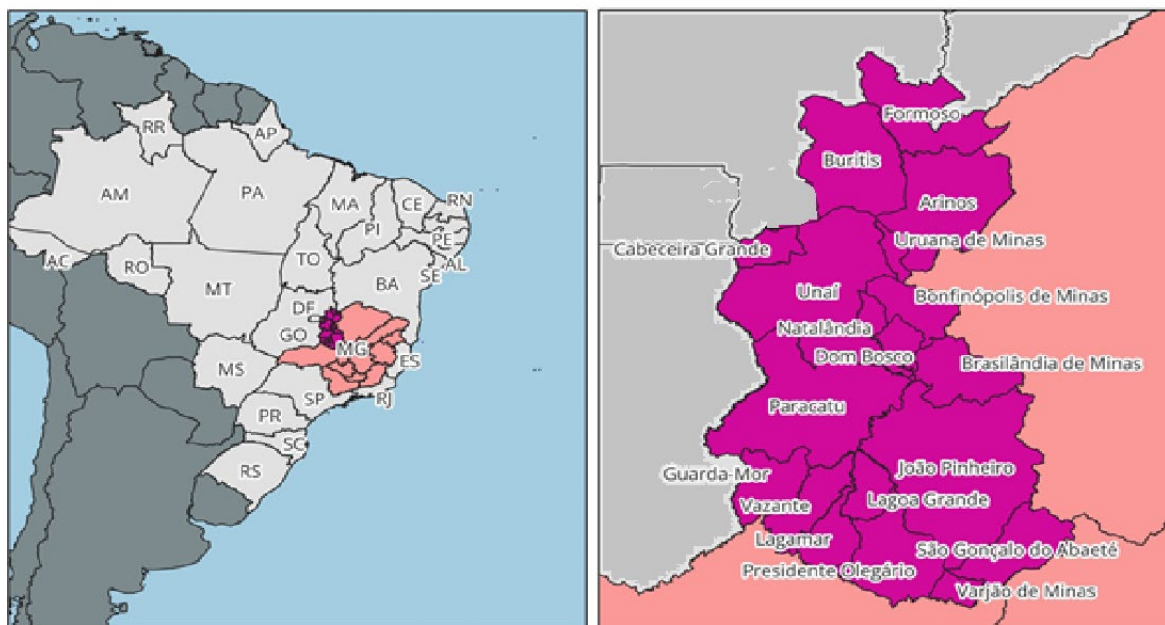 RR
AP
AM
PA
MA
CE
RN
PI
PE
AC
RO
TO
AL
SE
MT
BA
DF
GO
MG
MS
ES
SP
RJ
PR
SC
RS
Formoso
Buritis
Arinos
Uruana de Minas
Cabeceira Grande
Unaí
Bonfinópolis de Minas
Natalândia
Dom Bosco
Brasilândia de Minas
Paracatu
Guarda-Mor
João Pinheiro
Vazante
Lagoa Grande
Lagamar
São Gonçalo do Abaeté
Presidente Olegário
Varjão de Minas